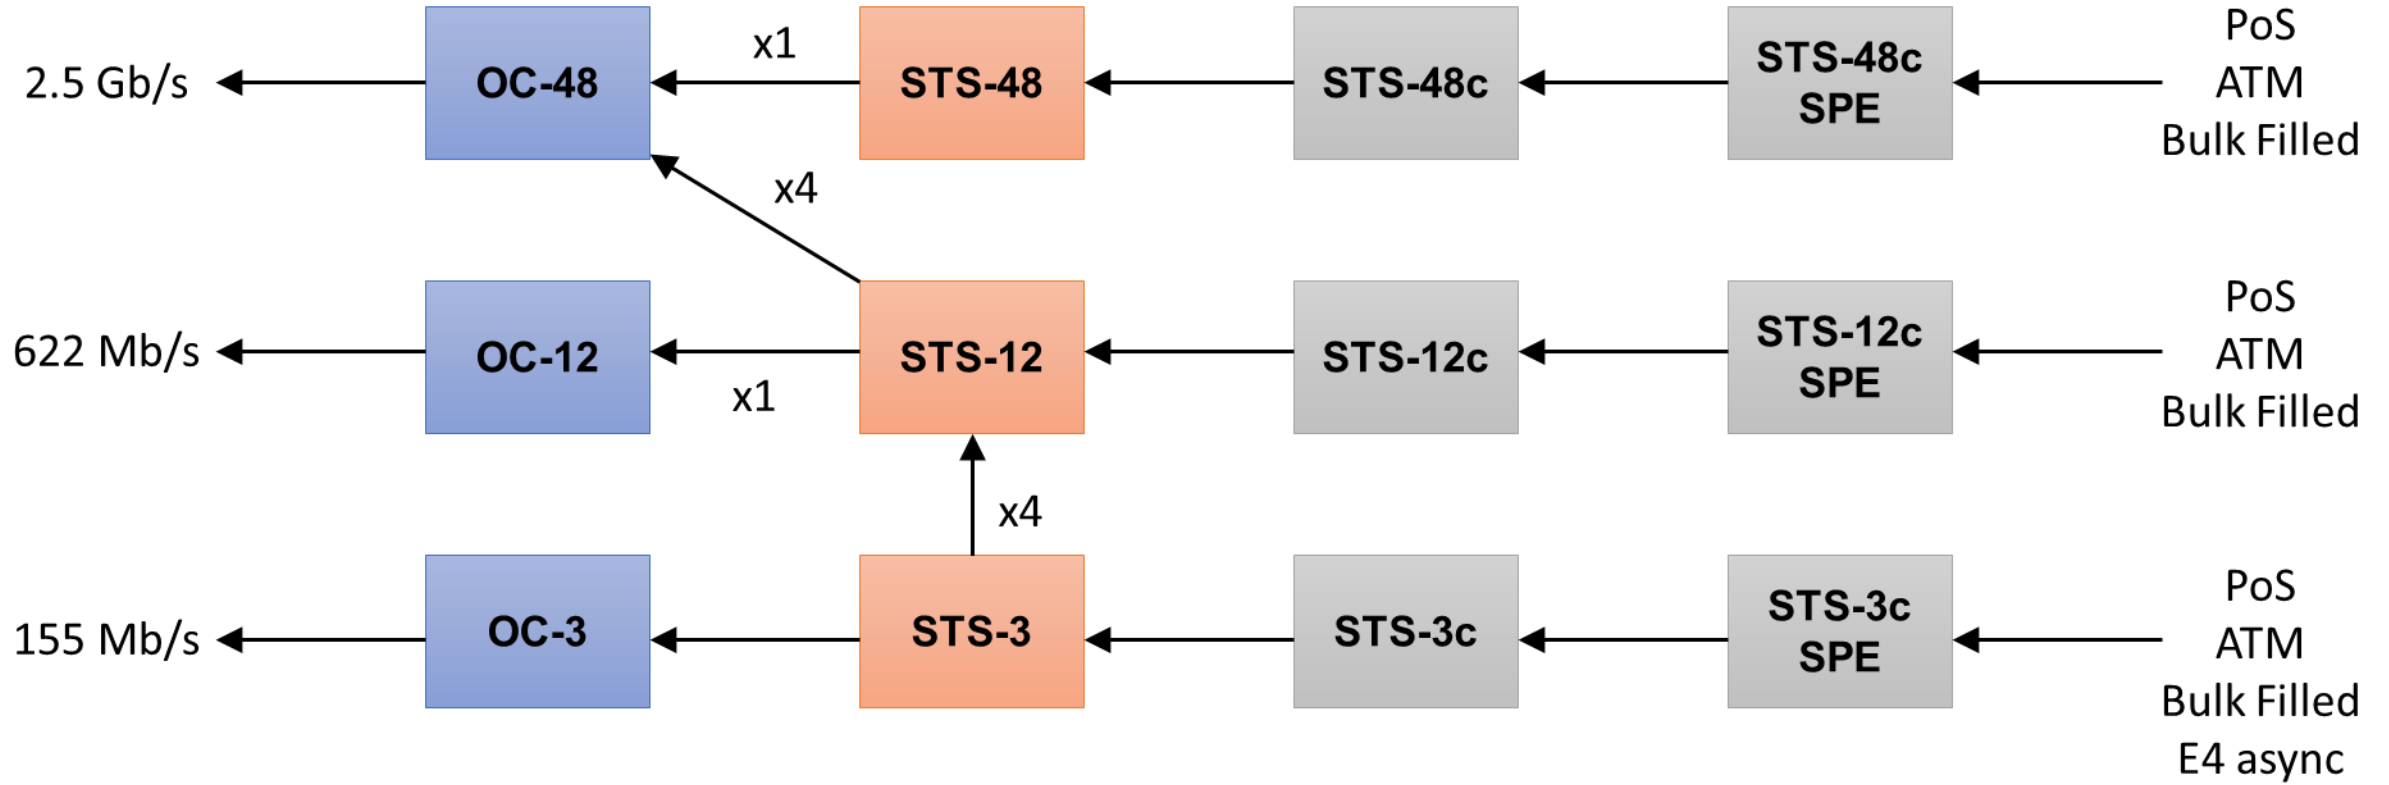 2.5 Gb/s
OC-48
x1
STS-48
STS-48c
STS-48c
SPE
PoS
ATM
Bulk Filled
x4
622 Mb/s
OC-12
x1
STS-12
STS-12c
STS-12c
SPE
PoS
ATM
Bulk Filled
x4
155 Mb/s
OC-3
STS-3
STS-3c
STS-3c
SPE
PoS
ATM
Bulk Filled
E4 async